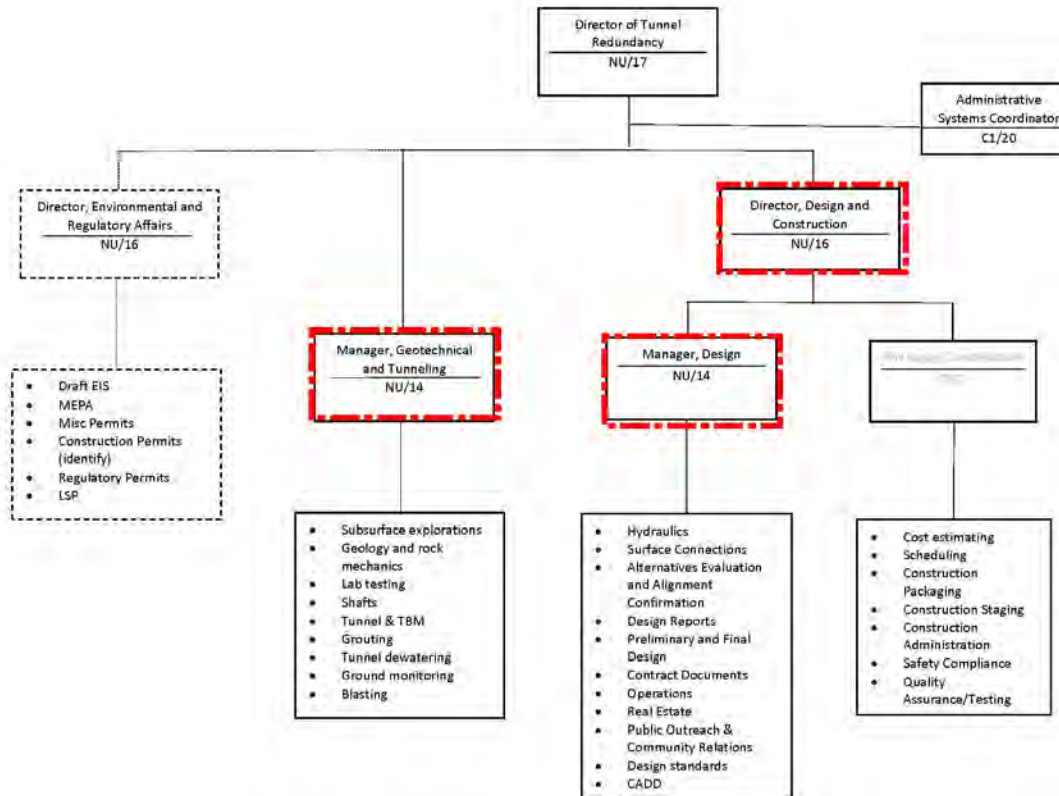 Director of Tunnel
Redundancy
NU/17
Administrative
Systems Coordinator
C1/20
Director, Environmental and
Regulatory Affairs
NU/16
Director, Design and
Construction
NU/16
Manager, Geotechnical
and Tunneling
NU/14
Manager, Design
NU/14
• Draft EIS
• MEPA
• Misc Permits
• Construction Permits
(identify)
• Regulatory Permits
• LSP
• Subsurface explorations
• Geology and rock
mechanics
• Lab testing
• Shafts
• Tunnel & TBM
• Grouting
• Tunnel dewatering
• Ground monitoring
• Blasting
• Hydraulics
• Surface Connections
• Alternatives Evaluation
and Alignment
Confirmation
• Design Reports
• Preliminary and Final
Design
• Contract Documents
• Operations
• Real Estate
• Public Outreach &
Community Relations
• Design standards
• CADD
• Cost estimating
• Scheduling
• Construction
Packaging
• Construction Staging
• Construction
Administration
• Safety Compliance
• Quality
Assurance/Testing